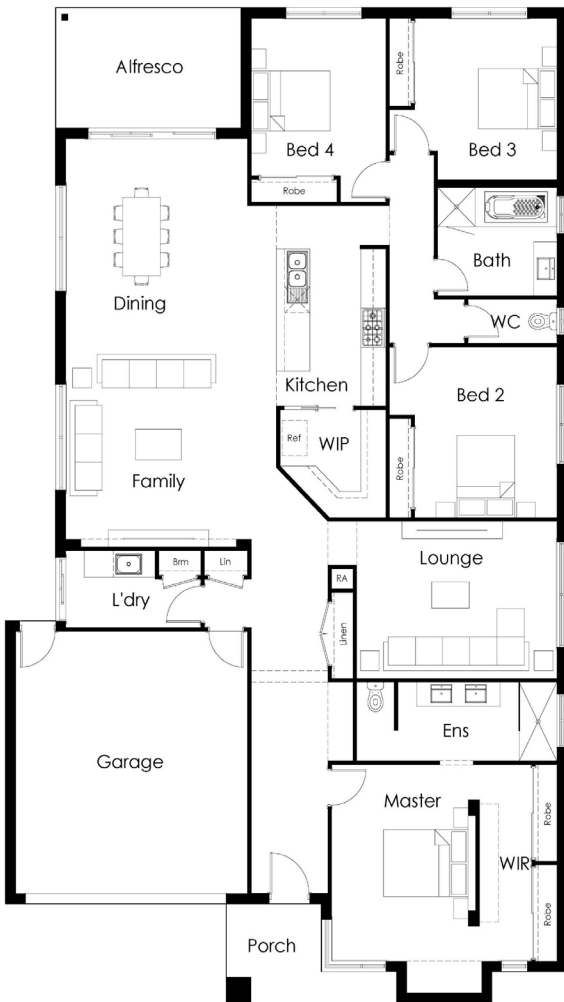 Alfresco
Bed 4
Robe
Bed 3
Robe
Bath
Dining
WC
Kitchen
Bed 2
Ref
WIP
Robe
Family
Lounge
Brm
Lin
L'dry
RA
Linen
Ens
Garage
Master
Robe
WIR
Robe
Porch